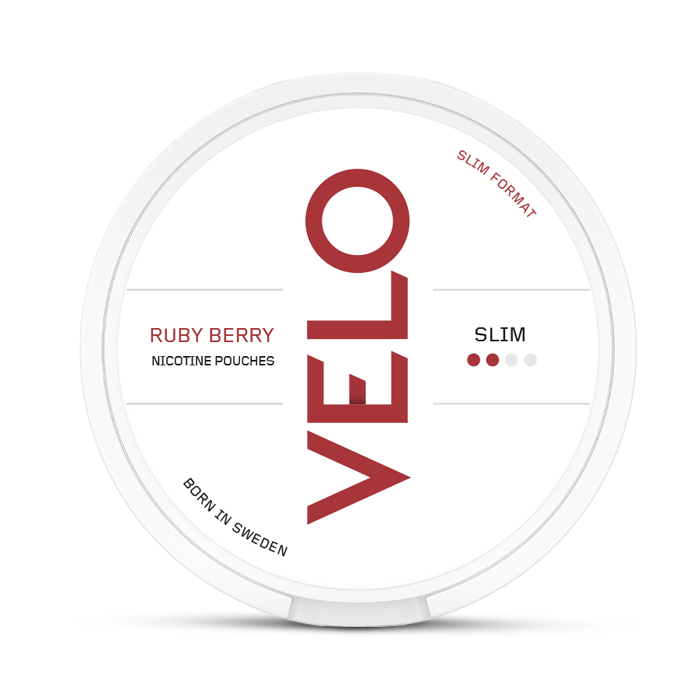 SLIM FORMAT
VELO
RUBY BERRY
NICOTINE POUCHES
SLIM
BORN IN SWEDEN